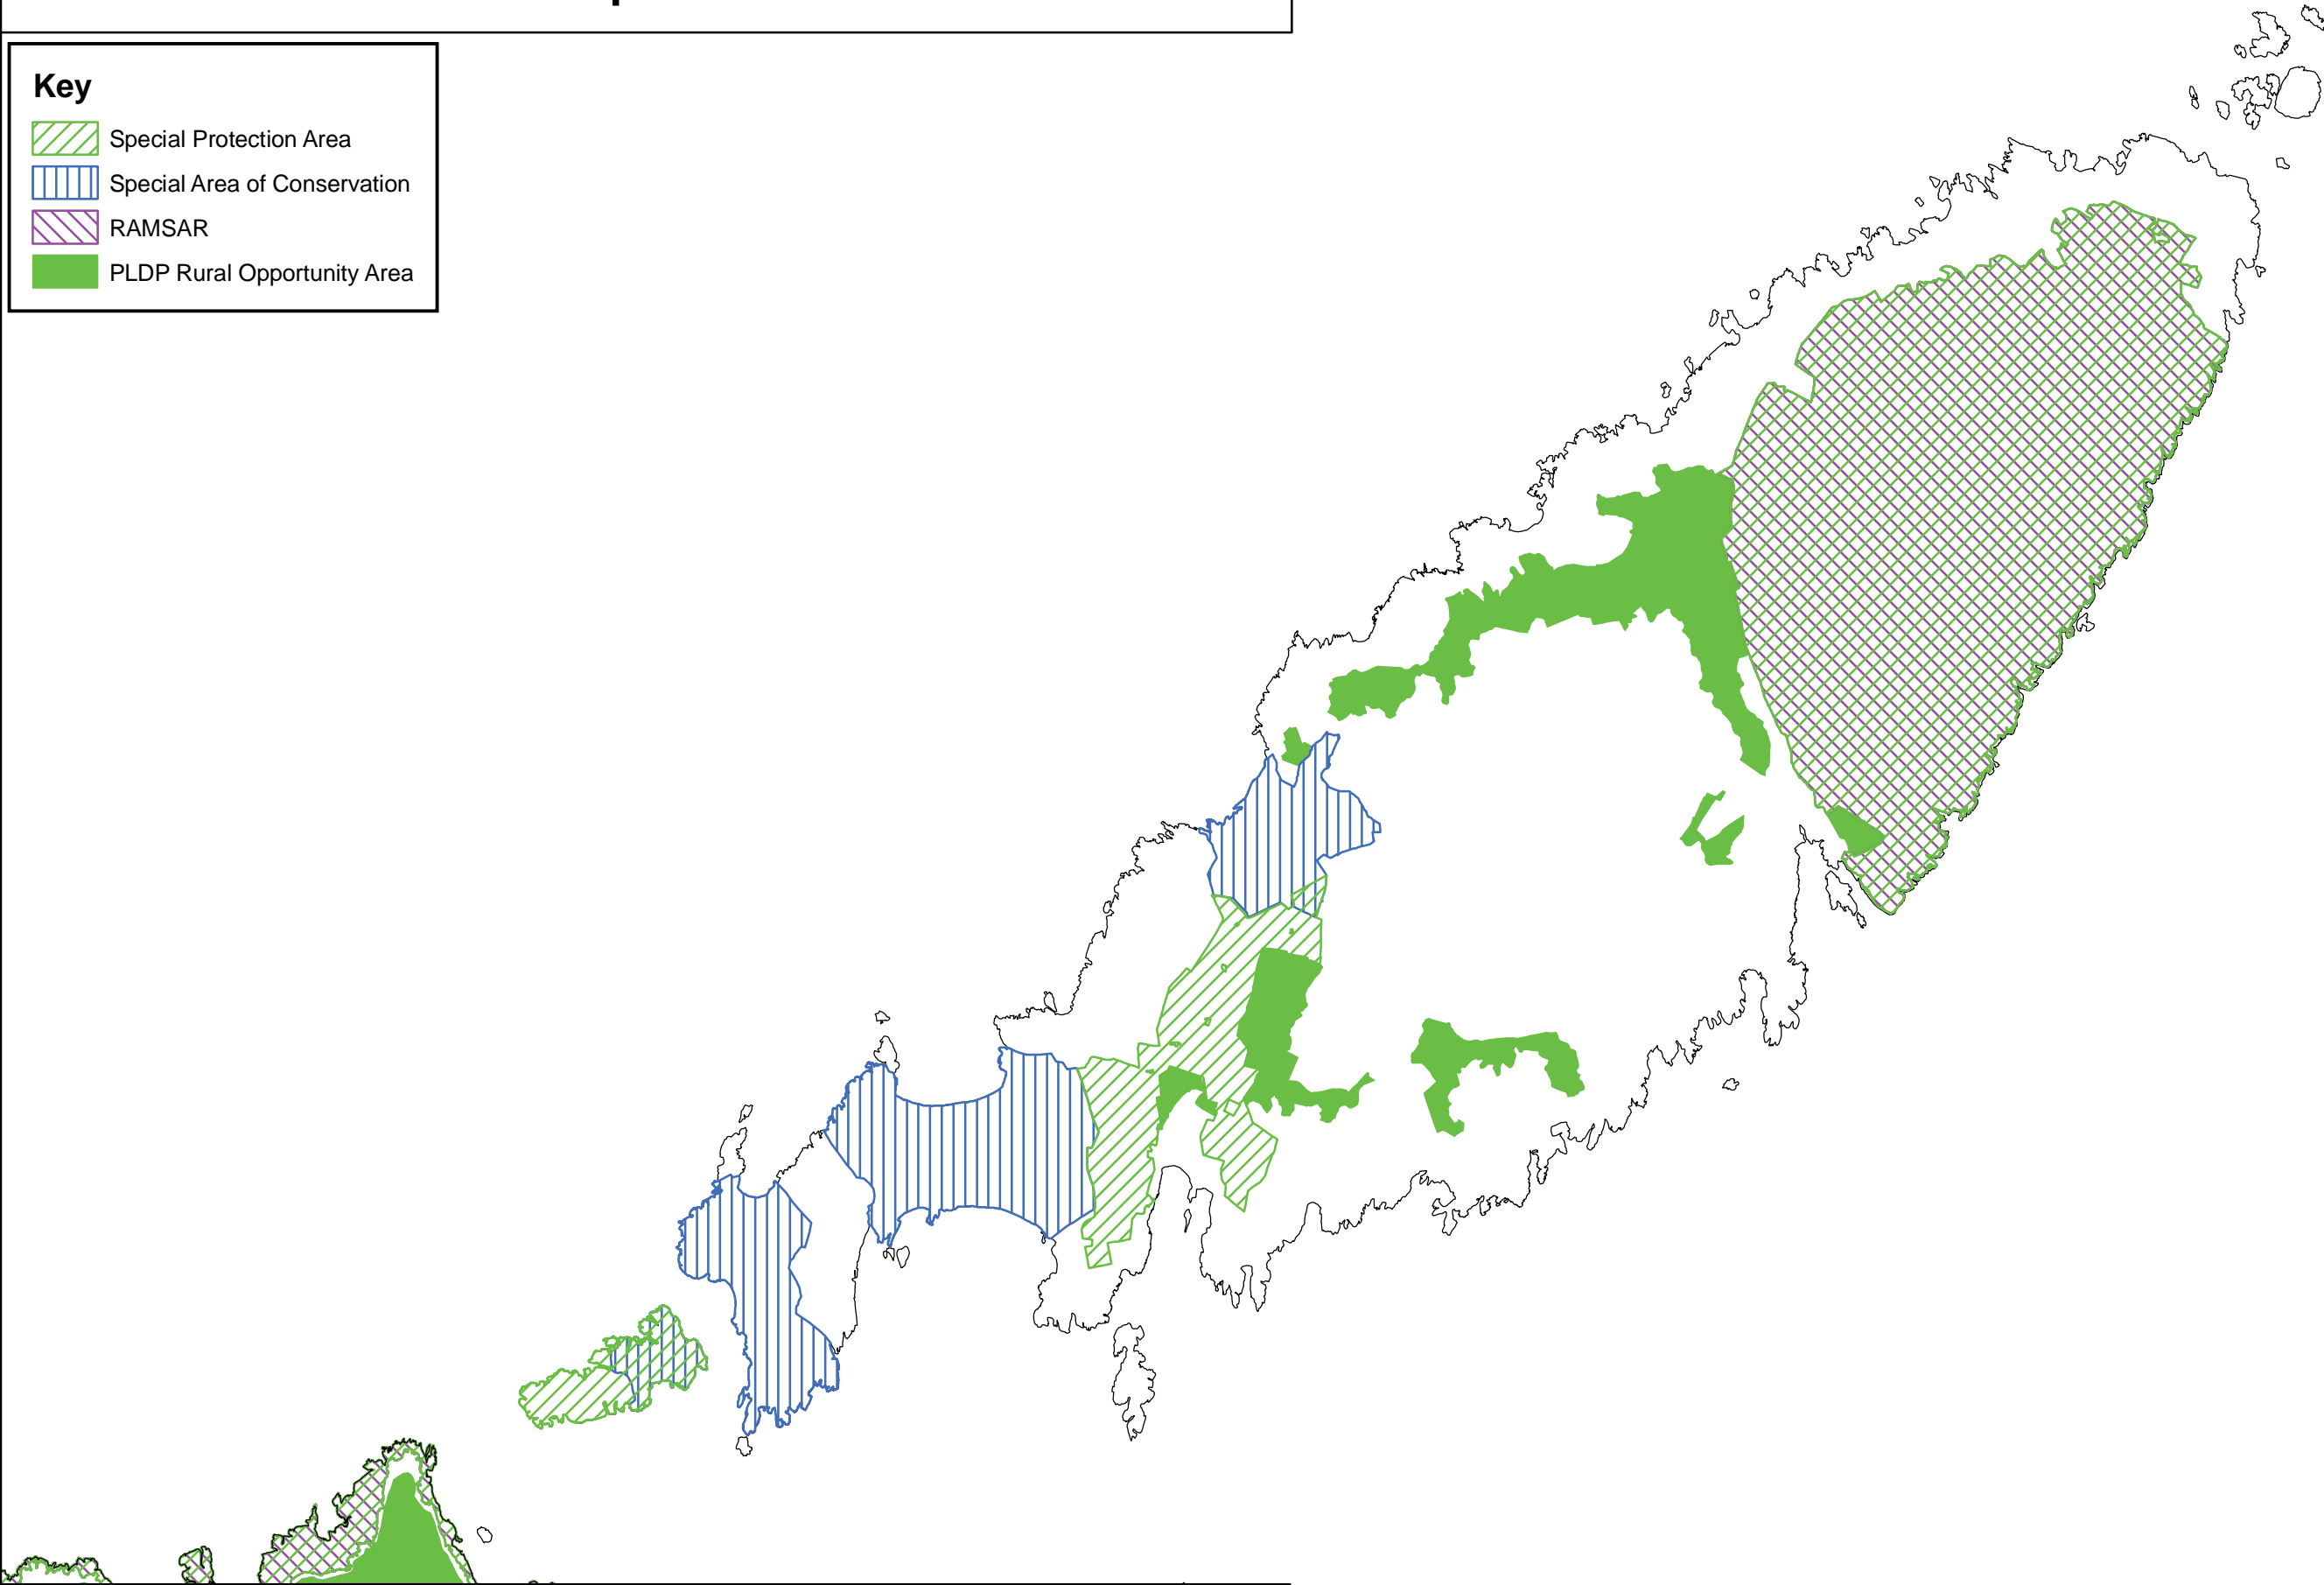 Key
Special Protection Area
Special Area of Conservation
RAMSAR
PLDP Rural Opportunity Area